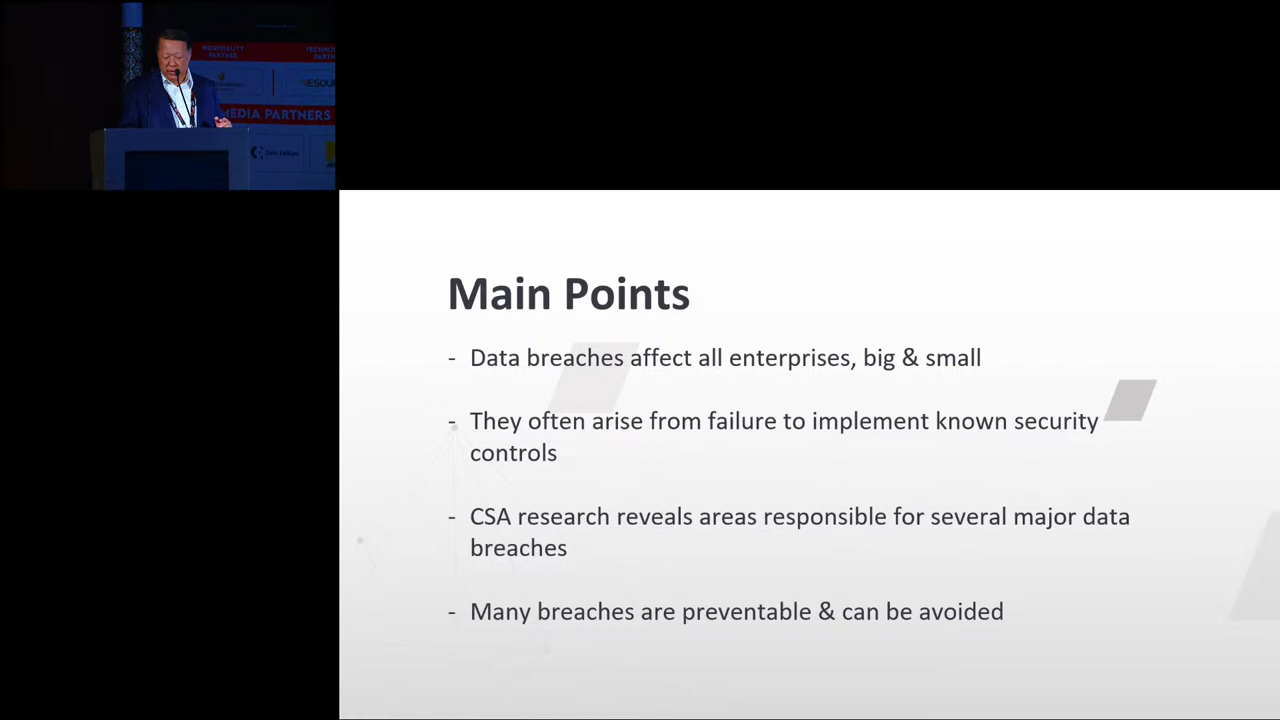 HOSPITALITY
PARTNER
MEDIA PARTNERS
Main Points
- Data breaches affect all enterprises, big & small
- They often arise from failure to implement known security
controls
- CSA research reveals areas responsible for several major data
breaches
- Many breaches are preventable & can be avoided